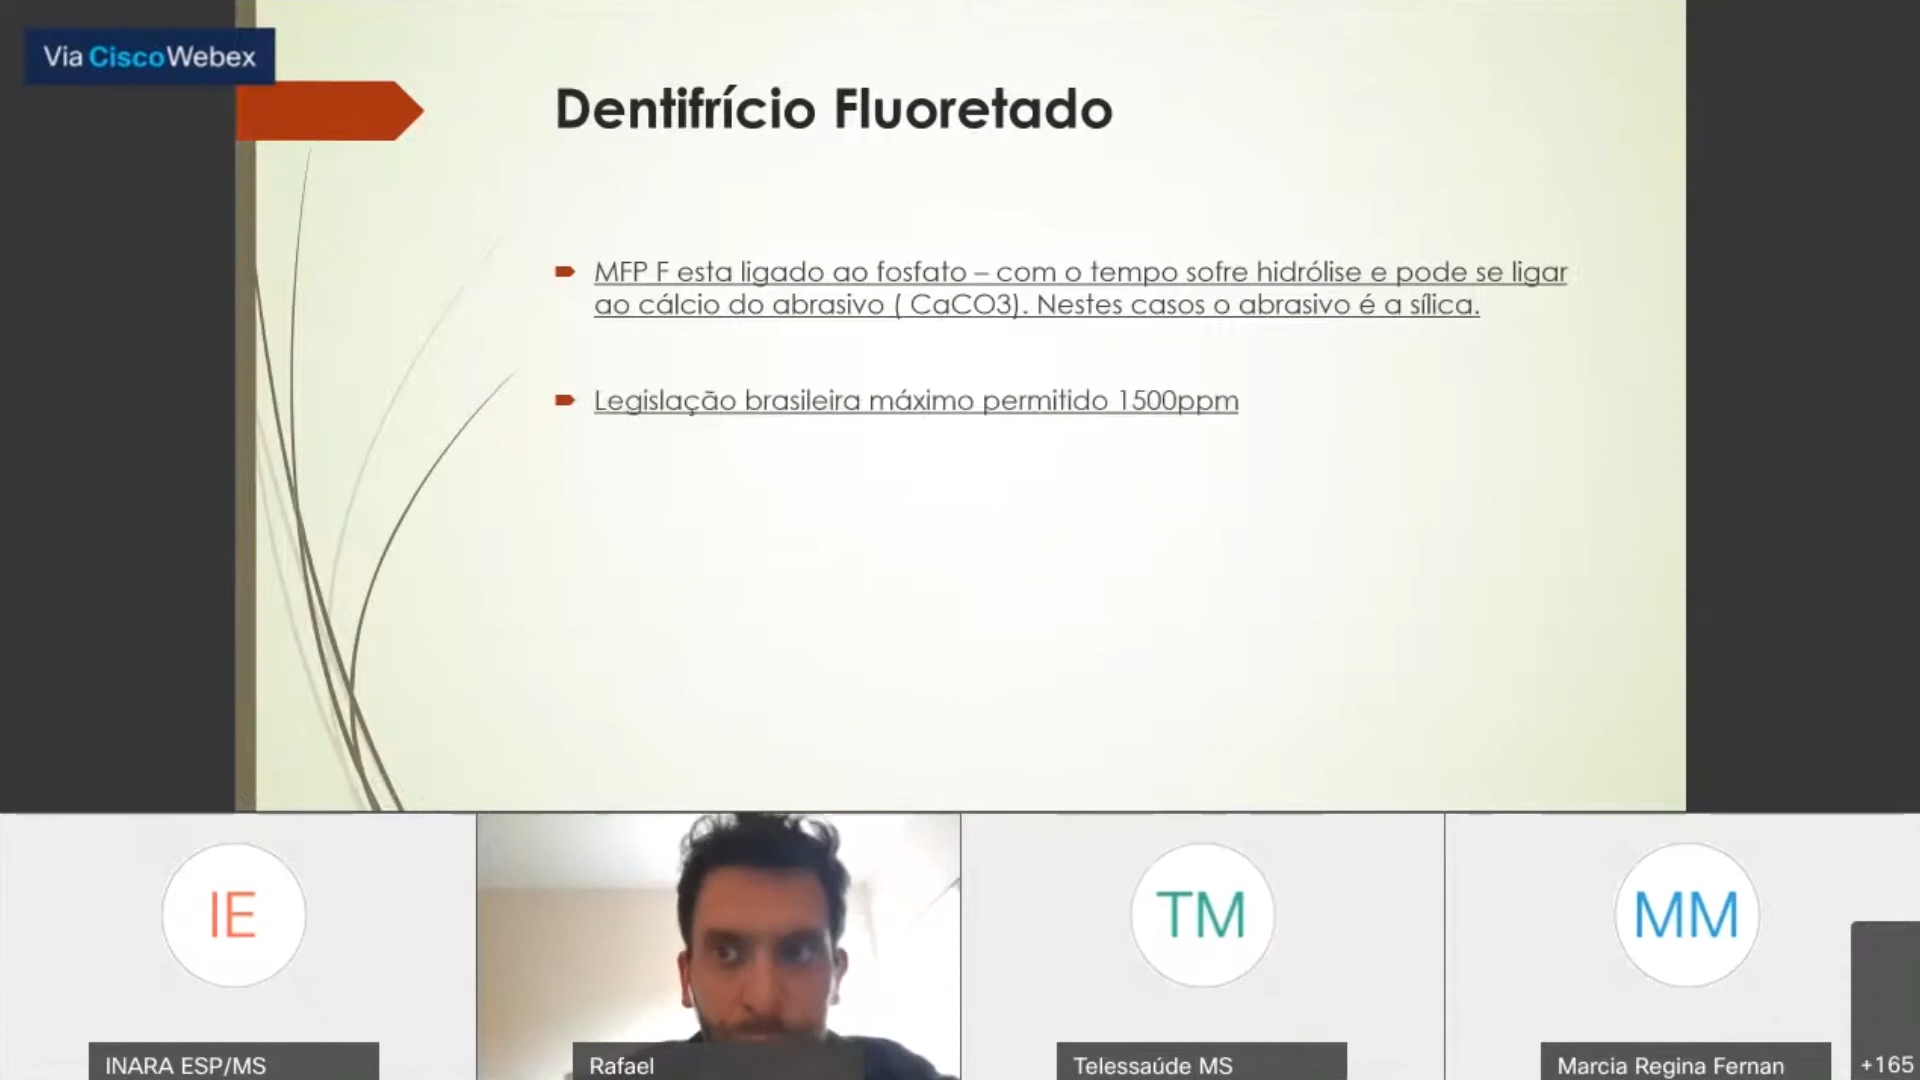 Via CiscoWebex
Dentifrício Fluoretado
MFP F esta ligado ao fosfato – com o tempo sofre hidrólise e pode se ligar
ao cálcio do abrasivo ( CaCO3). Nestes casos o abrasivo é a sílica.
Legislação brasileira máximo permitido 1500ppm
IE
TM
MM
INARA ESP/MS
Rafael
Telessaúde MS
Marcia Regina Fernan
+165